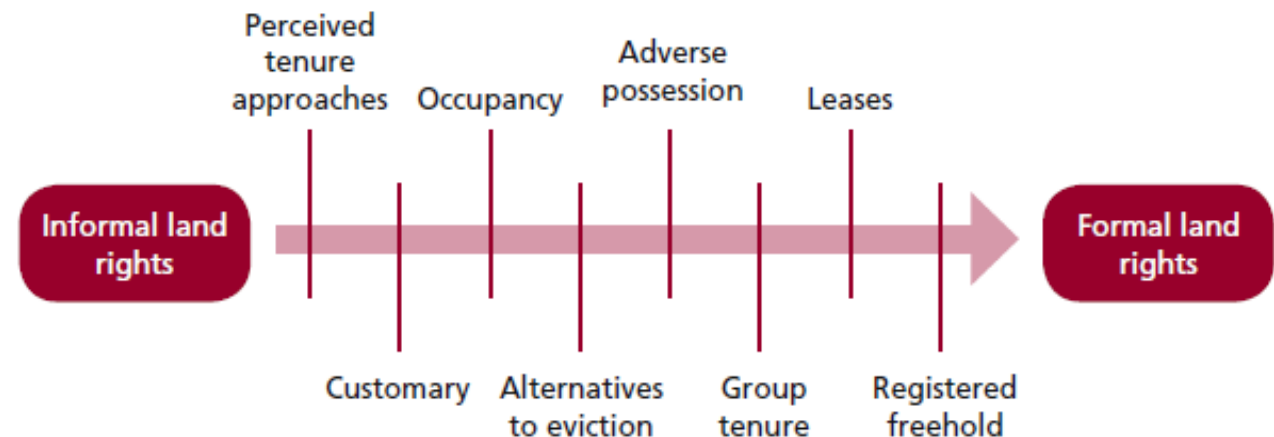 Perceived
tenure
approaches
Occupancy
Adverse
possession
Leases
Informal land
rights
Formal land
rights
Customary
Alternatives
to eviction
Group
tenure
Registered
freehold